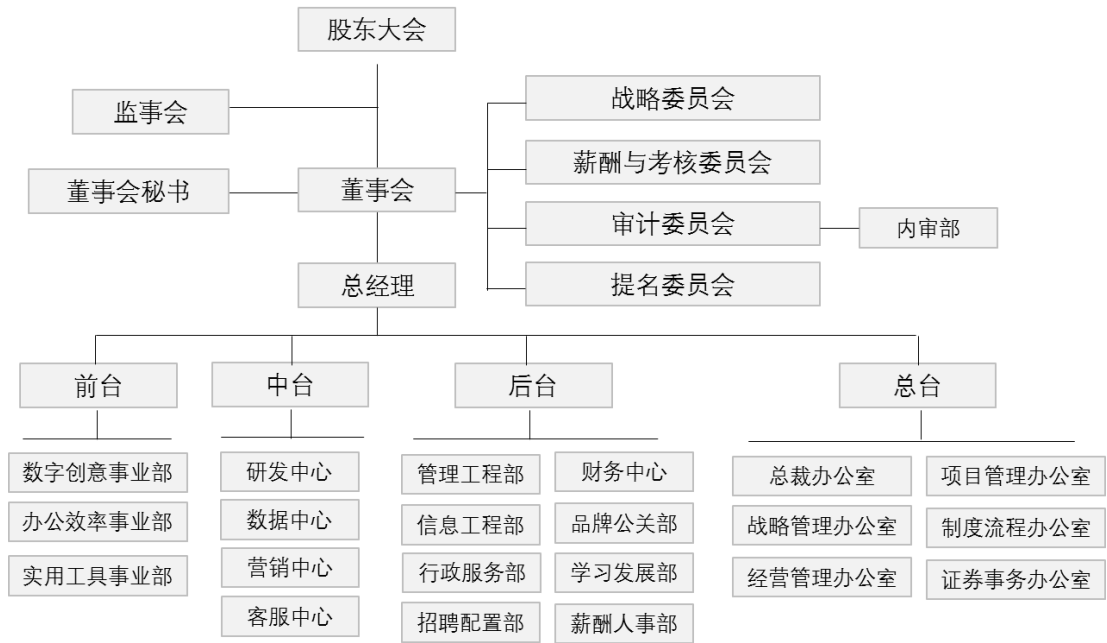 股东大会
监事会
战略委员会
薪酬与考核委员会
董事会秘书
董事会
审计委员会
内审部
总经理
提名委员会
前台
中台
后台
总台
数字创意事业部
办公效率事业部
实用工具事业部
研发中心
数据中心
营销中心
客服中心
管理工程部
财务中心
信息工程部
品牌公关部
行政服务部
学习发展部
招聘配置部
薪酬人事部
总裁办公室
项目管理办公室
战略管理办公室
制度流程办公室
经营管理办公室
证券事务办公室